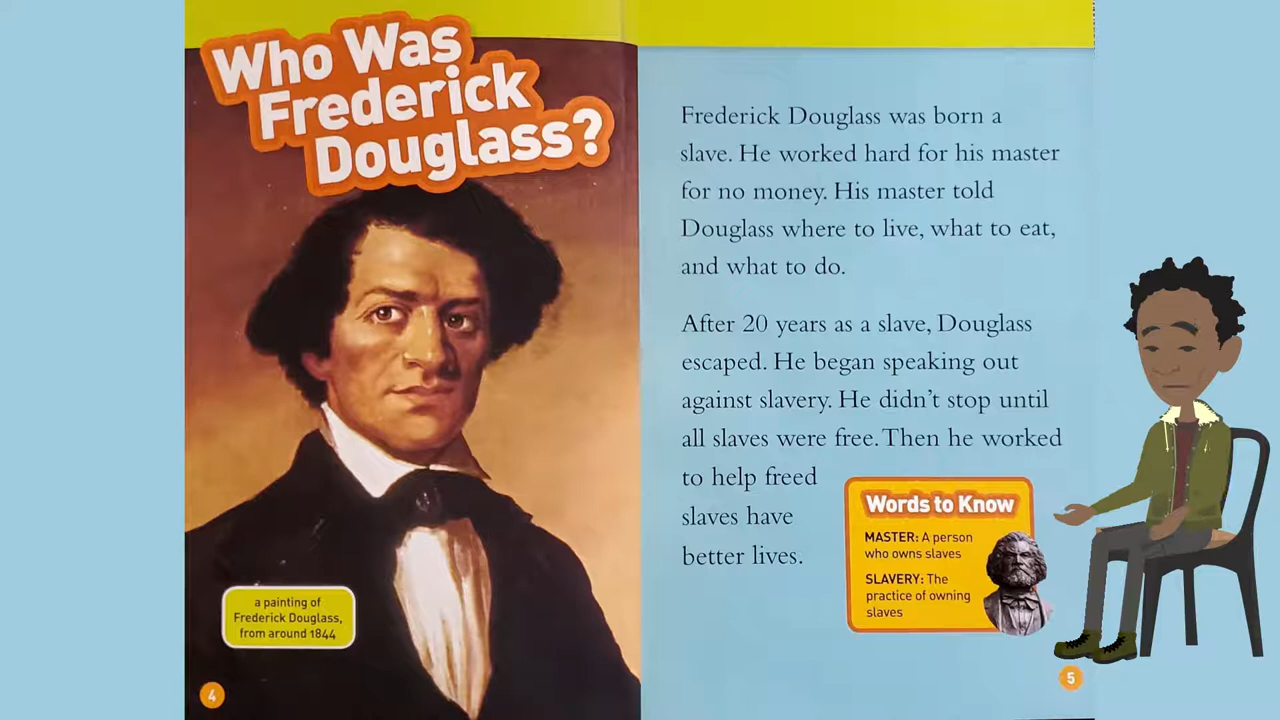 Who Was
Frederick
Douglass?
a painting of
Frederick Douglass,
from around 1844
4
Frederick Douglass was born a
slave. He worked hard for his master
for no money. His master told
Douglass where to live, what to eat,
and what to do.
After 20 years as a slave, Douglass
escaped. He began speaking out
against slavery. He didn't stop until
all slaves were free. Then he worked
to help freed
slaves have
better lives.
Words to Know
MASTER: A person
who owns slaves
SLAVERY: The
practice of owning
slaves
5